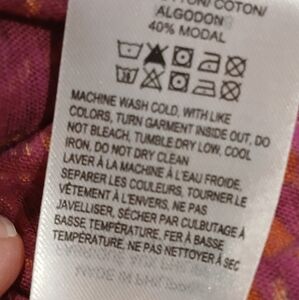 COTON/
ALGODON
40% MODAL
MACHINE WASH COLD, WITH LIKE
COLORS, TURN GARMENT INSIDE OUT, DO
NOT BLEACH, TUMBLE DRY LOW, COOL
IRON, DO NOT DRY CLEAN
LAVER À LA MACHINE À L'EAU FROIDE,
SEPARER LES COULEURS, TOURNER LE
VÊTEMENT À L'ENVERS, NE PAS
JAVELLISER, SÉCHER PAR CULBUTAGE À
BASSE TEMPÉRATURE, FER À BASSE
TEMPÉRATURE, NE PAS NETTOYER À SEC